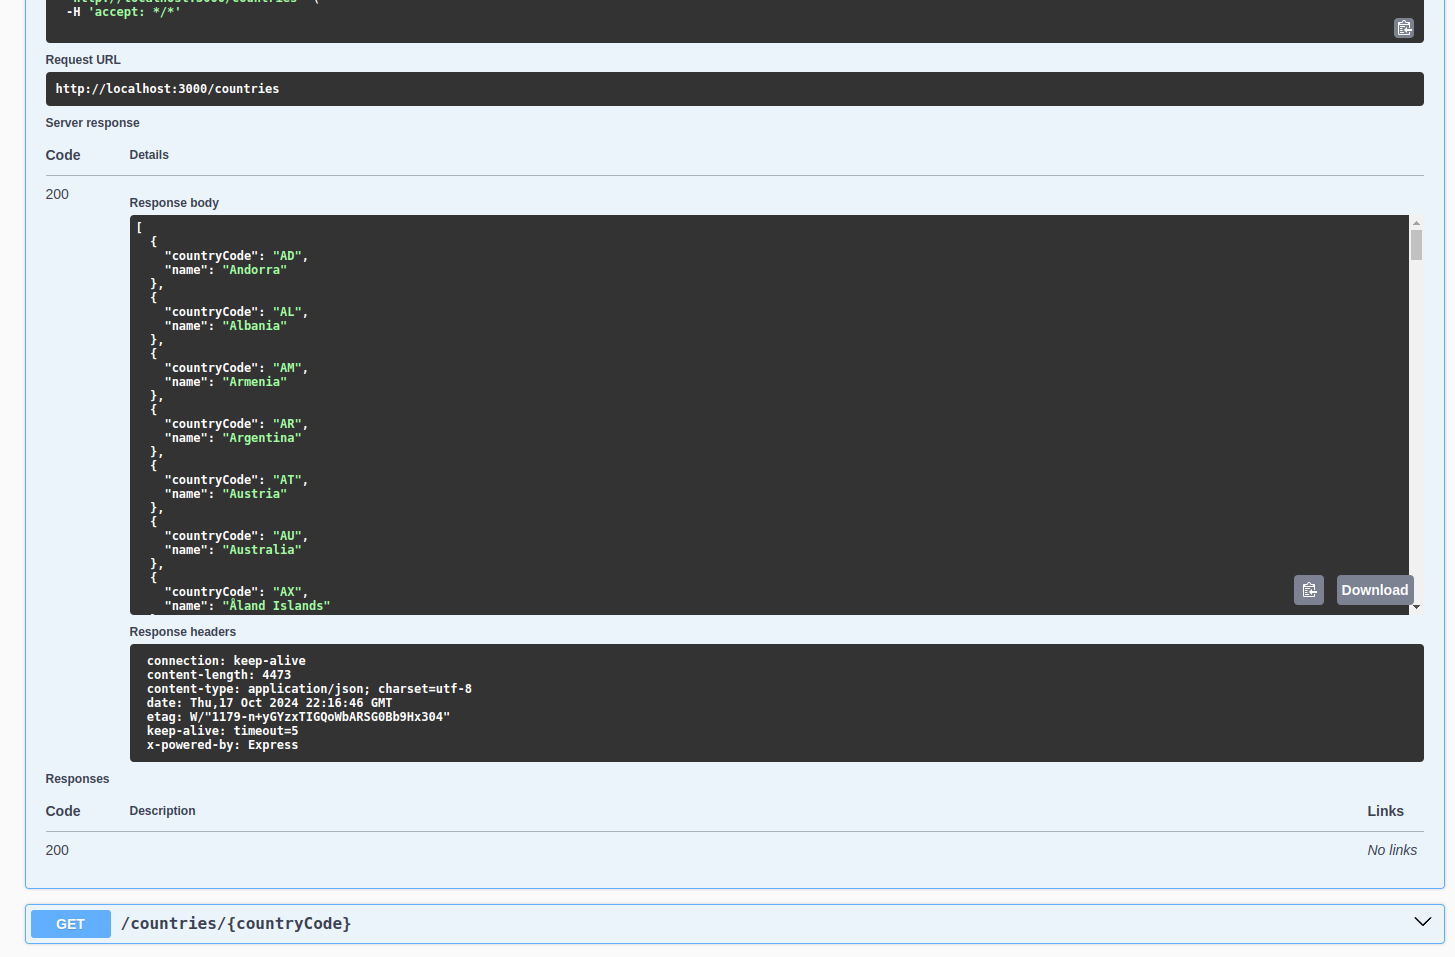 'http://localhost:3000/countries' \
-H 'accept: */*'
Request URL
http://localhost:3000/countries
Server response
Code Details
200
Response body
[
{
"countryCode": "AD",
"name": "Andorra"
},
{
"countryCode": "AL",
"name": "Albania"
},
{
"countryCode": "AM",
"name": "Armenia"
},
{
"countryCode": "AR",
"name": "Argentina"
},
{
"countryCode": "AT",
"name": "Austria"
},
{
"countryCode": "AU",
"name": "Australia"
},
{
"countryCode": "AX",
"name": "Åland Islands"
Download
Response headers
connection: keep-alive
content-length: 4473
content-type: application/json; charset=utf-8
date: Thu,17 Oct 2024 22:16:46 GMT
etag: W/"1179-n+yGYzxTIGQoWbARSG0Bb9Hx304"
keep-alive: timeout=5
x-powered-by: Express
Responses
Code Description Links
200 No links
GET /countries/{countryCode}